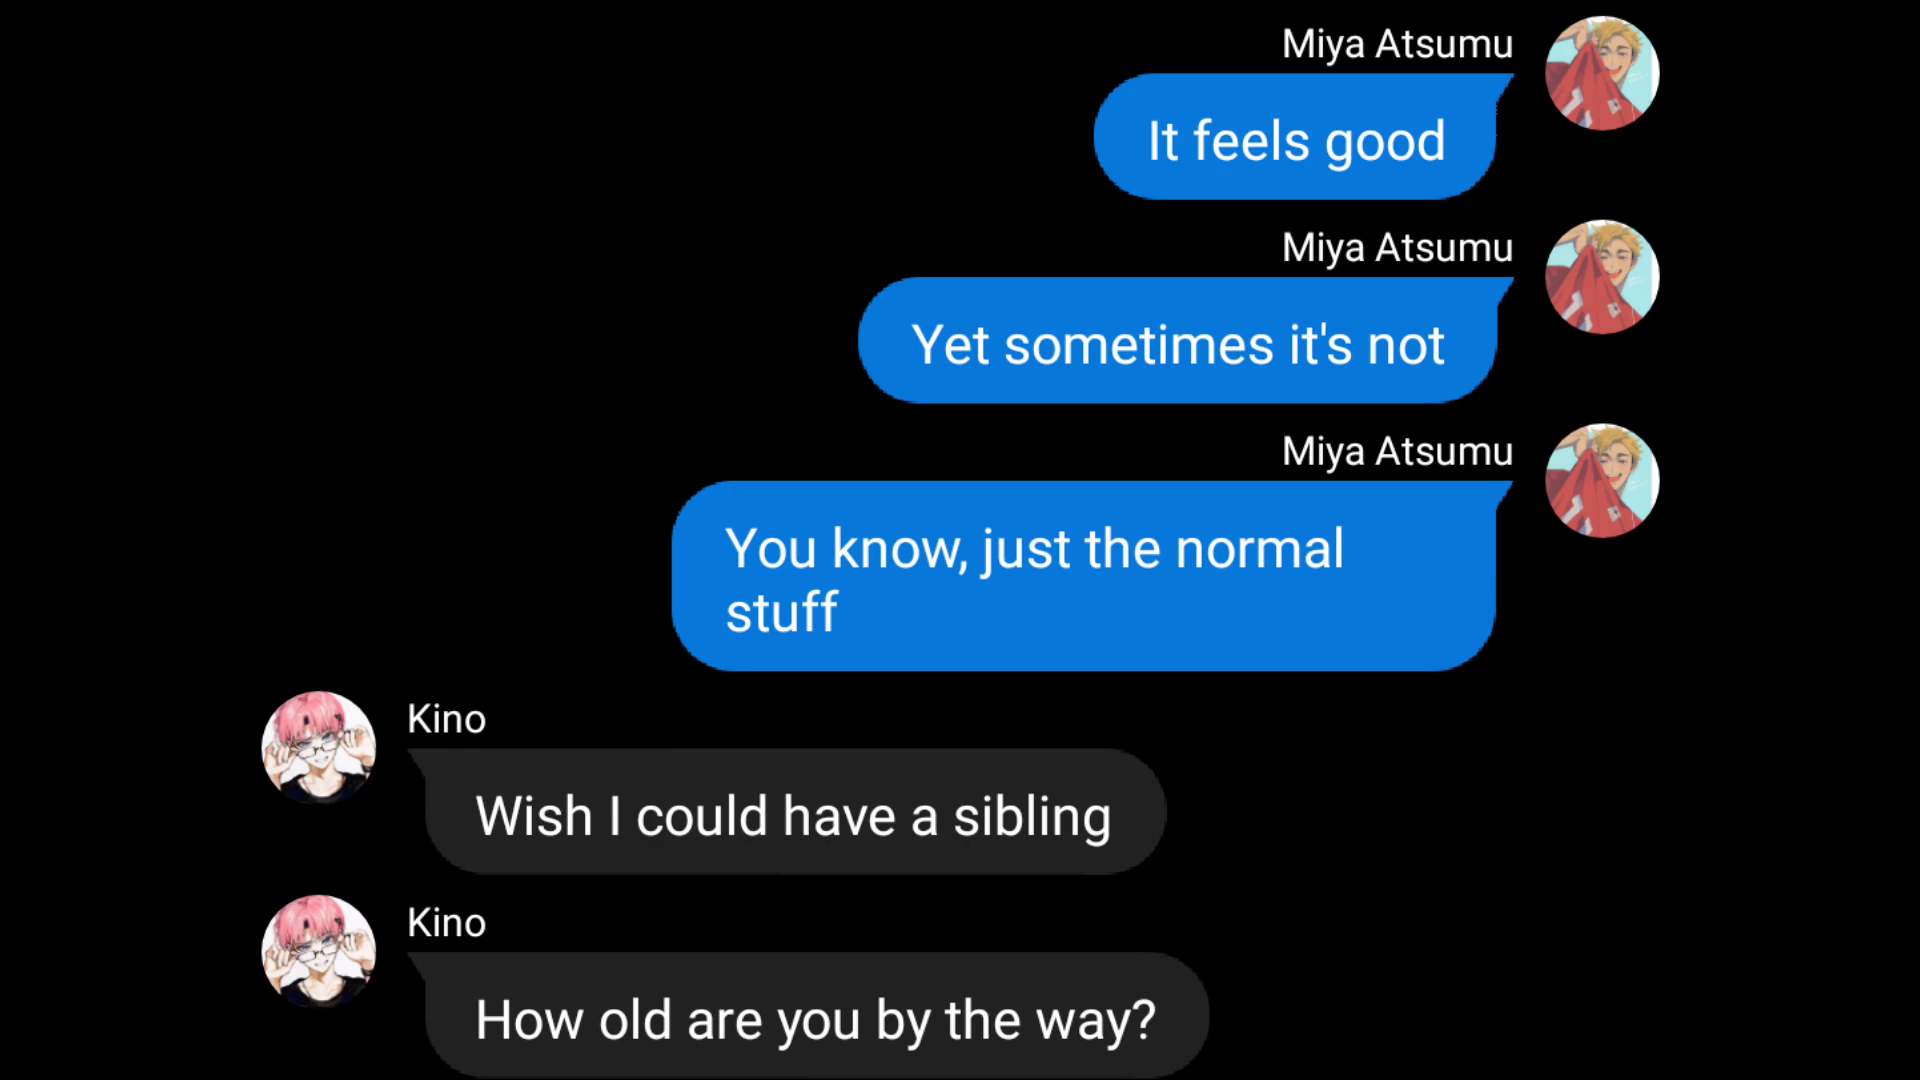 Miya Atsumu
It feels good
Miya Atsumu
Yet sometimes it's not
Miya Atsumu
You know, just the normal
stuff
Kino
Wish I could have a sibling
Kino
How old are you by the way?